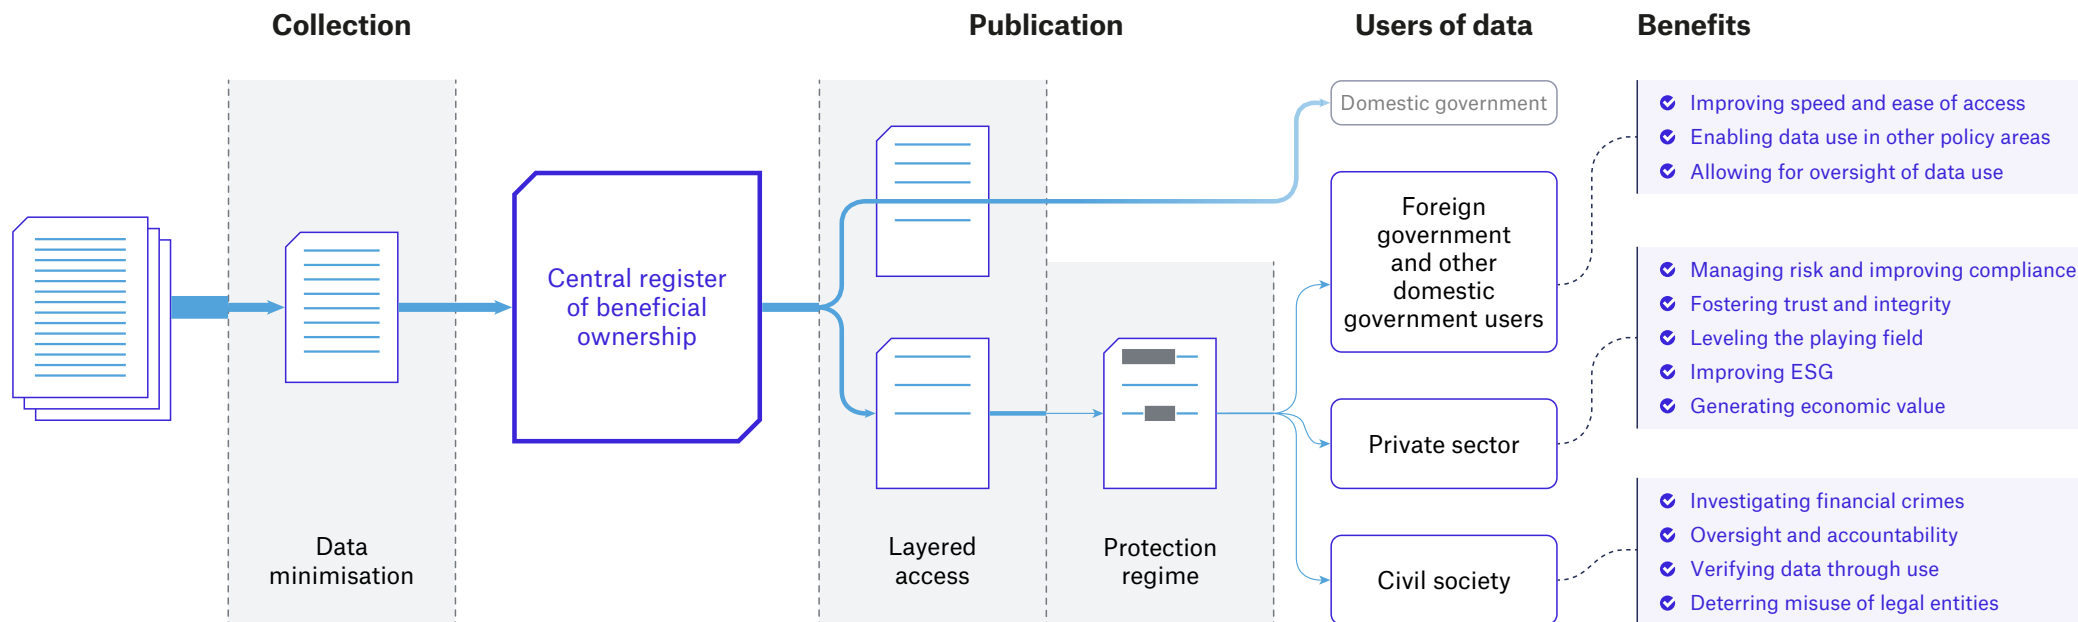 Collection
Publication
Users of data
Benefits
Data
minimisation
Central register
of beneficial
ownership
Layered
access
Protection
regime
Domestic government
Foreign
government
and other
domestic
government users
Private sector
Civil society
Improving speed and ease of access
Enabling data use in other policy areas
Allowing for oversight of data use
Managing risk and improving compliance
Fostering trust and integrity
Leveling the playing field
Improving ESG
Generating economic value
Investigating financial crimes
Oversight and accountability
Verifying data through use
Deterring misuse of legal entities